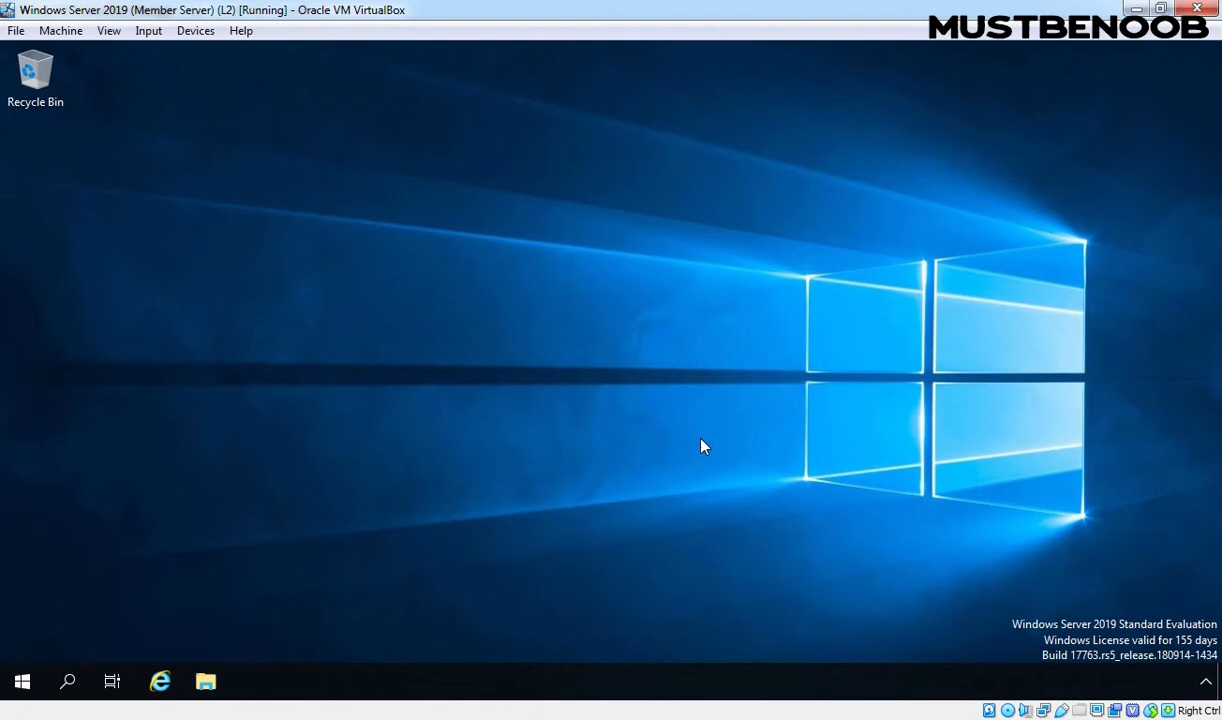 Windows Server 2019 (Member Server) (L2) [Running] - Oracle VM VirtualBox
File Machine View Input Devices Help
MUSTBENOOB
Recycle Bin
Windows Server 2019 Standard Evaluation
Windows License valid for 155 days
Build 17763.rs5_release.180914-1434
Right Ctrl